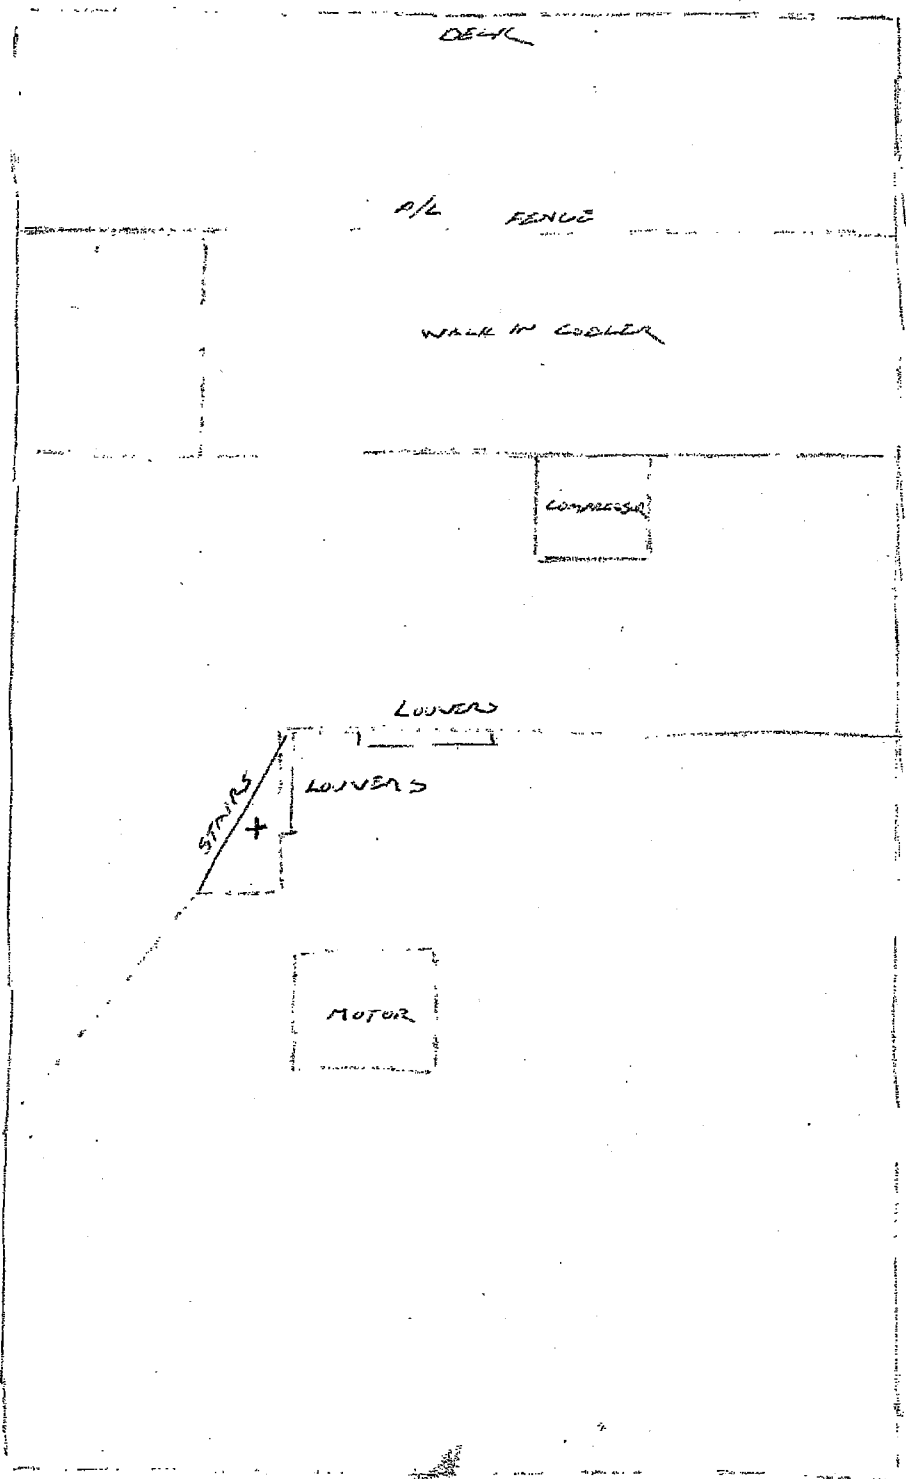 DECK
P/L FENCE
WALK IN COOLER
COMPRESSOR
LOUVERS
LOUVERS
STAIRS
+
MOTOR